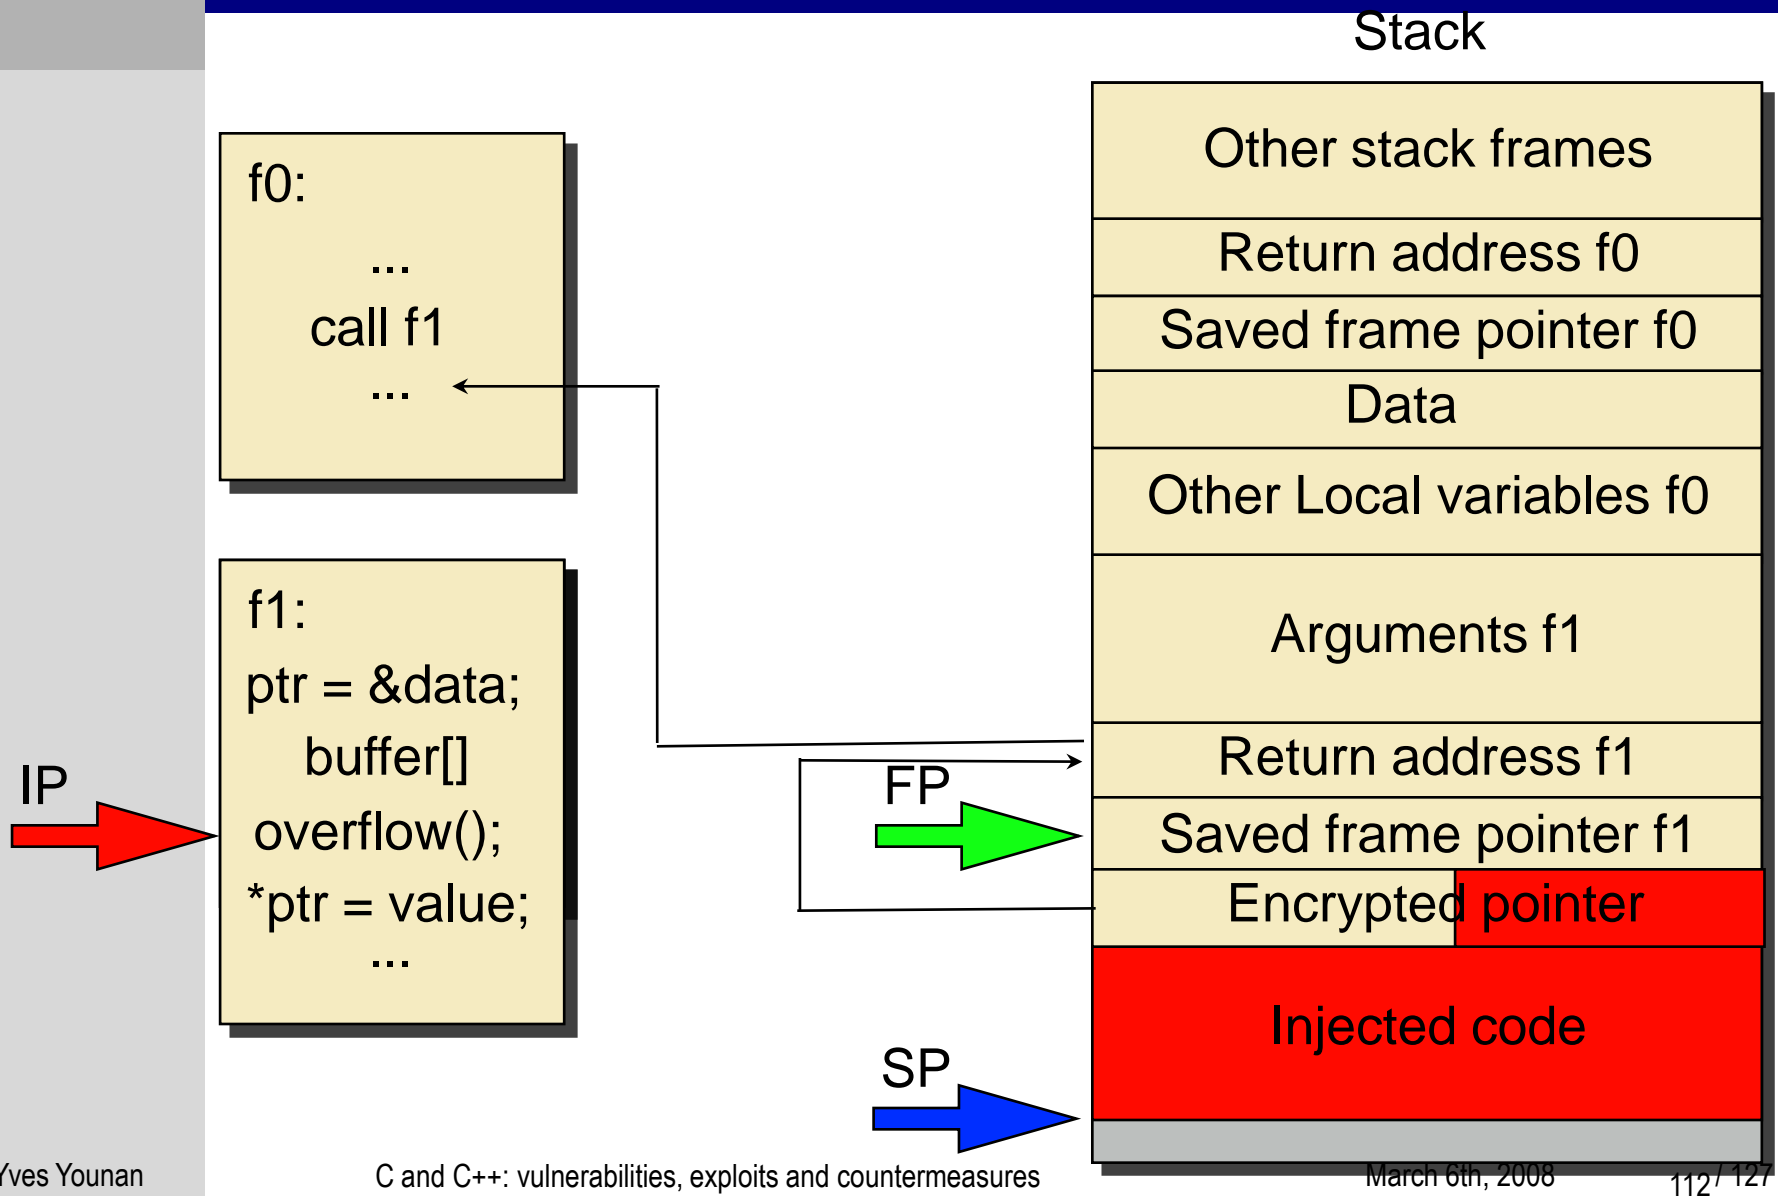 Stack
f0:
...
call f1
...
f1:
ptr = &data;
buffer[]
overflow();
*ptr = value;
...
IP
FP
SP
Other stack frames
Return address f0
Saved frame pointer f0
Data
Other Local variables f0
Arguments f1
Return address f1
Saved frame pointer f1
Encrypted pointer
Injected code
Yves Younan
C and C++: vulnerabilities, exploits and countermeasures
March 6th, 2008
112 / 127